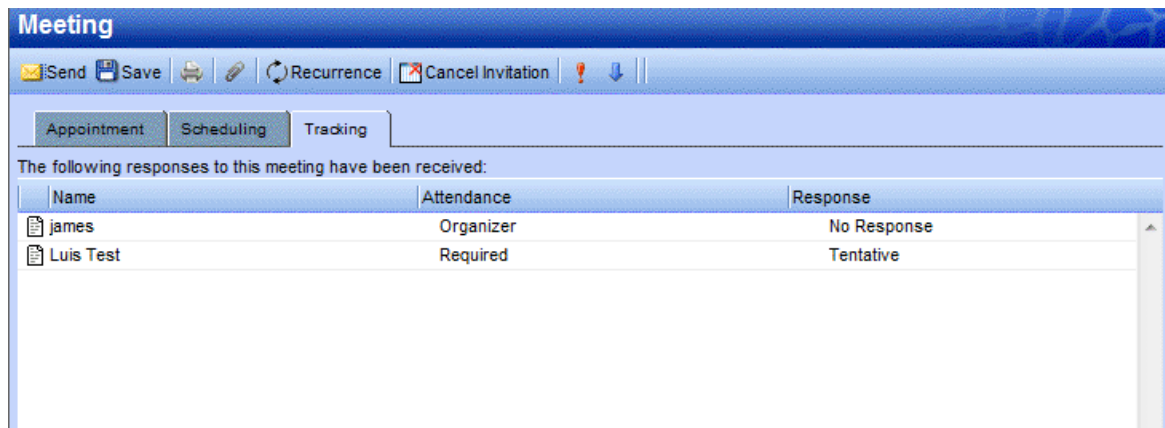 Meeting
Send Save Recurrence Cancel Invitation
Appointment Scheduling Tracking
The following responses to this meeting have been received:
Name Attendance Response
james Organizer No Response
Luis Test Required Tentative